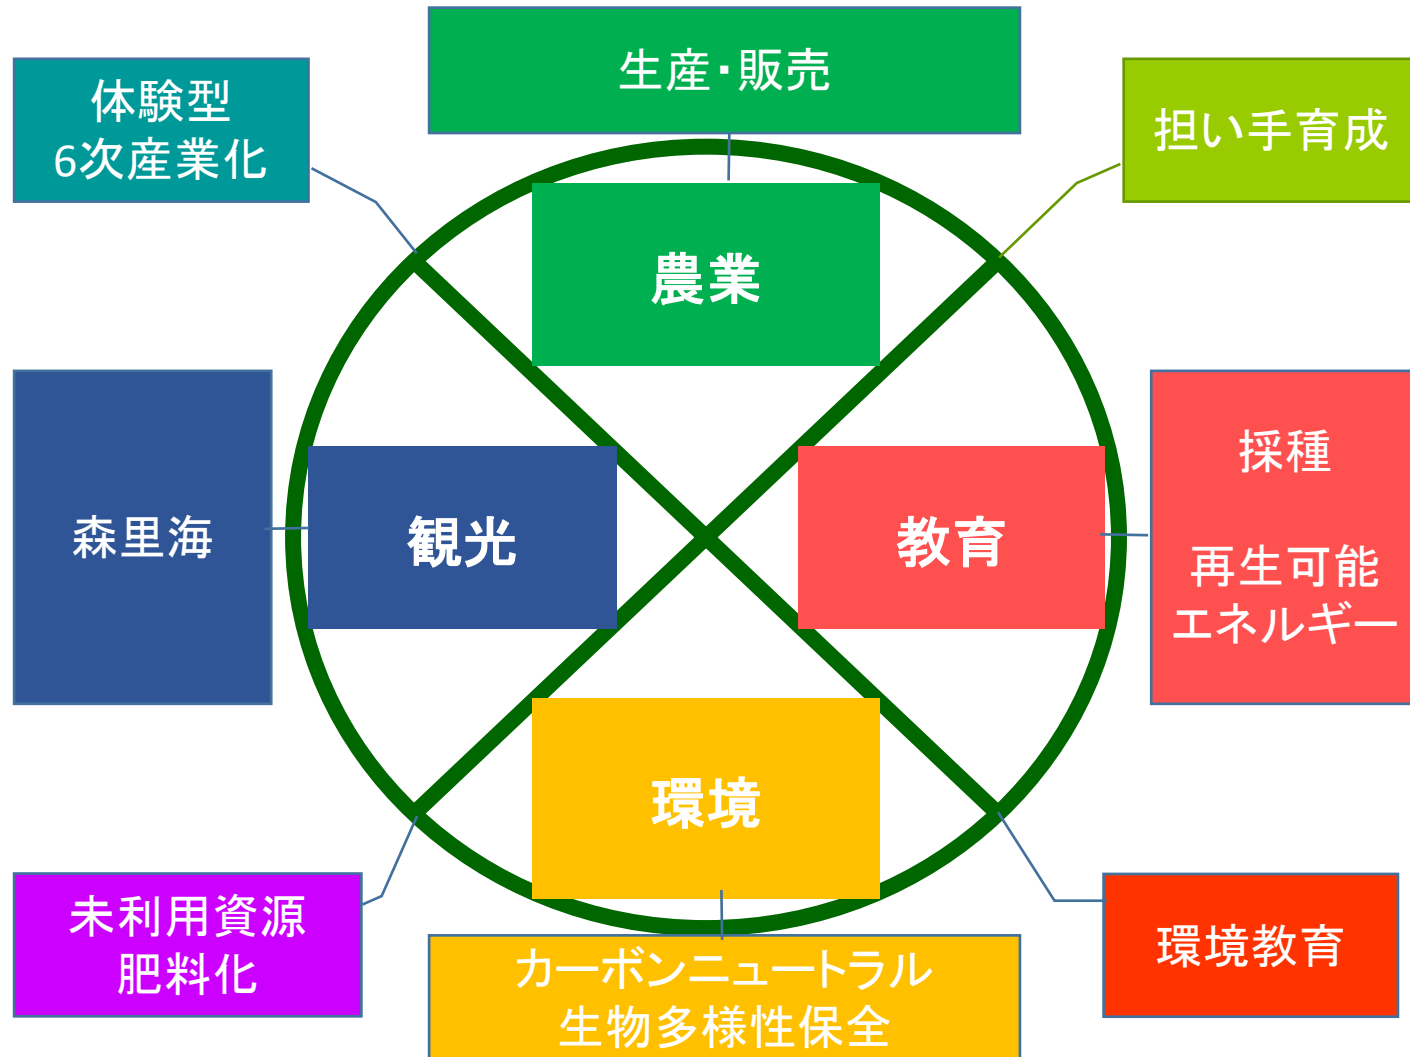 生産・販売
体験型
6次産業化
担い手育成
農業
森里海
観光
教育
採種
再生可能
エネルギー
環境
未利用資源
肥料化
カーボンニュートラル
生物多様性保全
環境教育